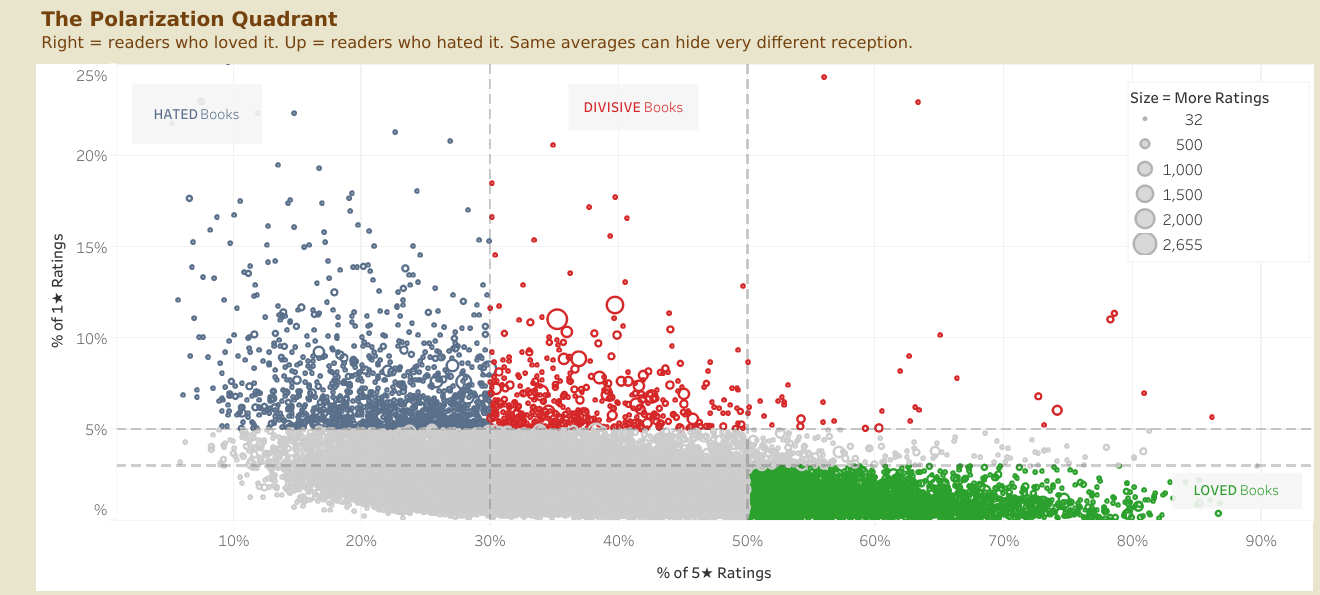 The Polarization Quadrant
Right = readers who loved it. Up = readers who hated it. Same averages can hide very different reception.
25%
20%
15%
10%
5%
%
% of 1★ Ratings
HATED Books
DIVISIVE Books
LOVED Books
Size = More Ratings
32
500
1,000
1,500
2,000
2,655
10% 20% 30% 40% 50% 60% 70% 80% 90%
% of 5★ Ratings